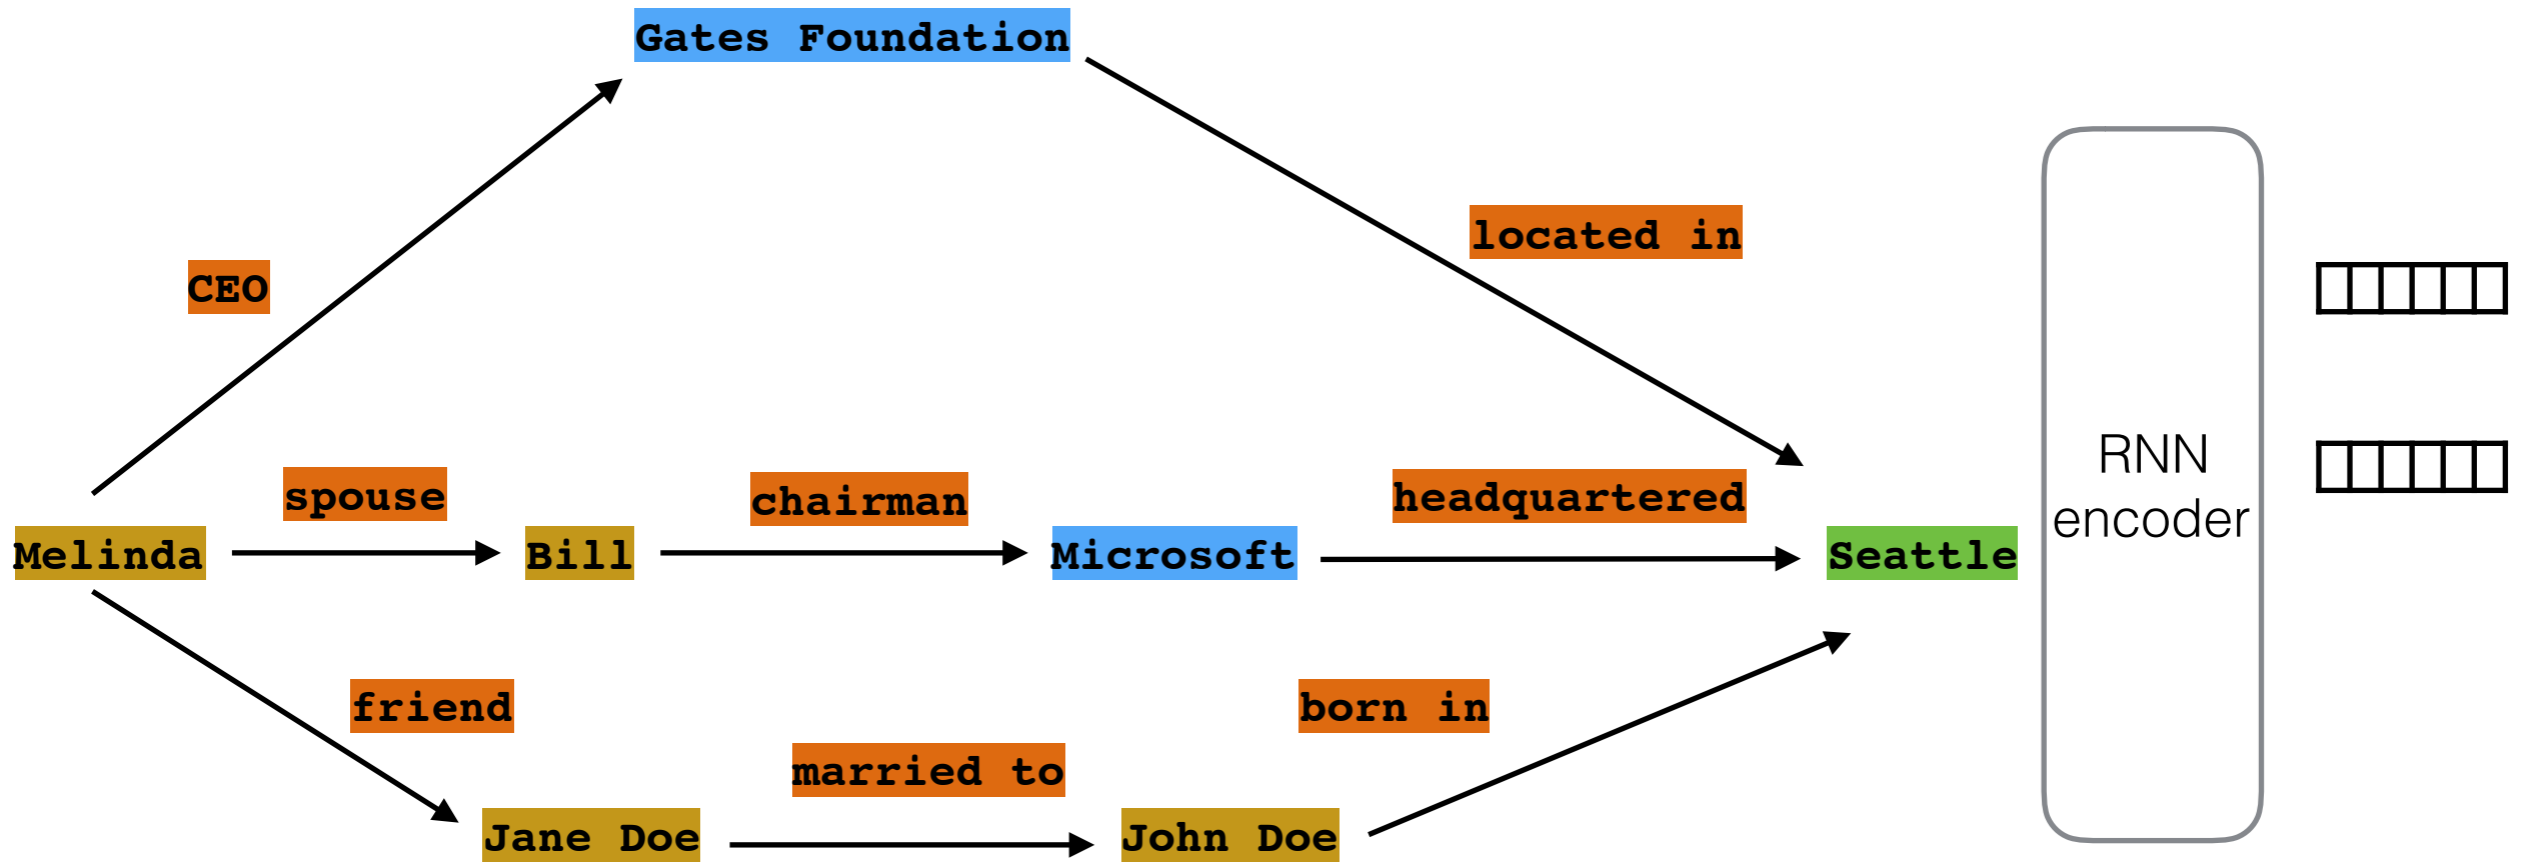 Gates Foundation
located in
CEO
spouse
chairman
headquartered
Melinda
Bill
Microsoft
Seattle
RNN
encoder
friend
born in
married to
Jane Doe
John Doe